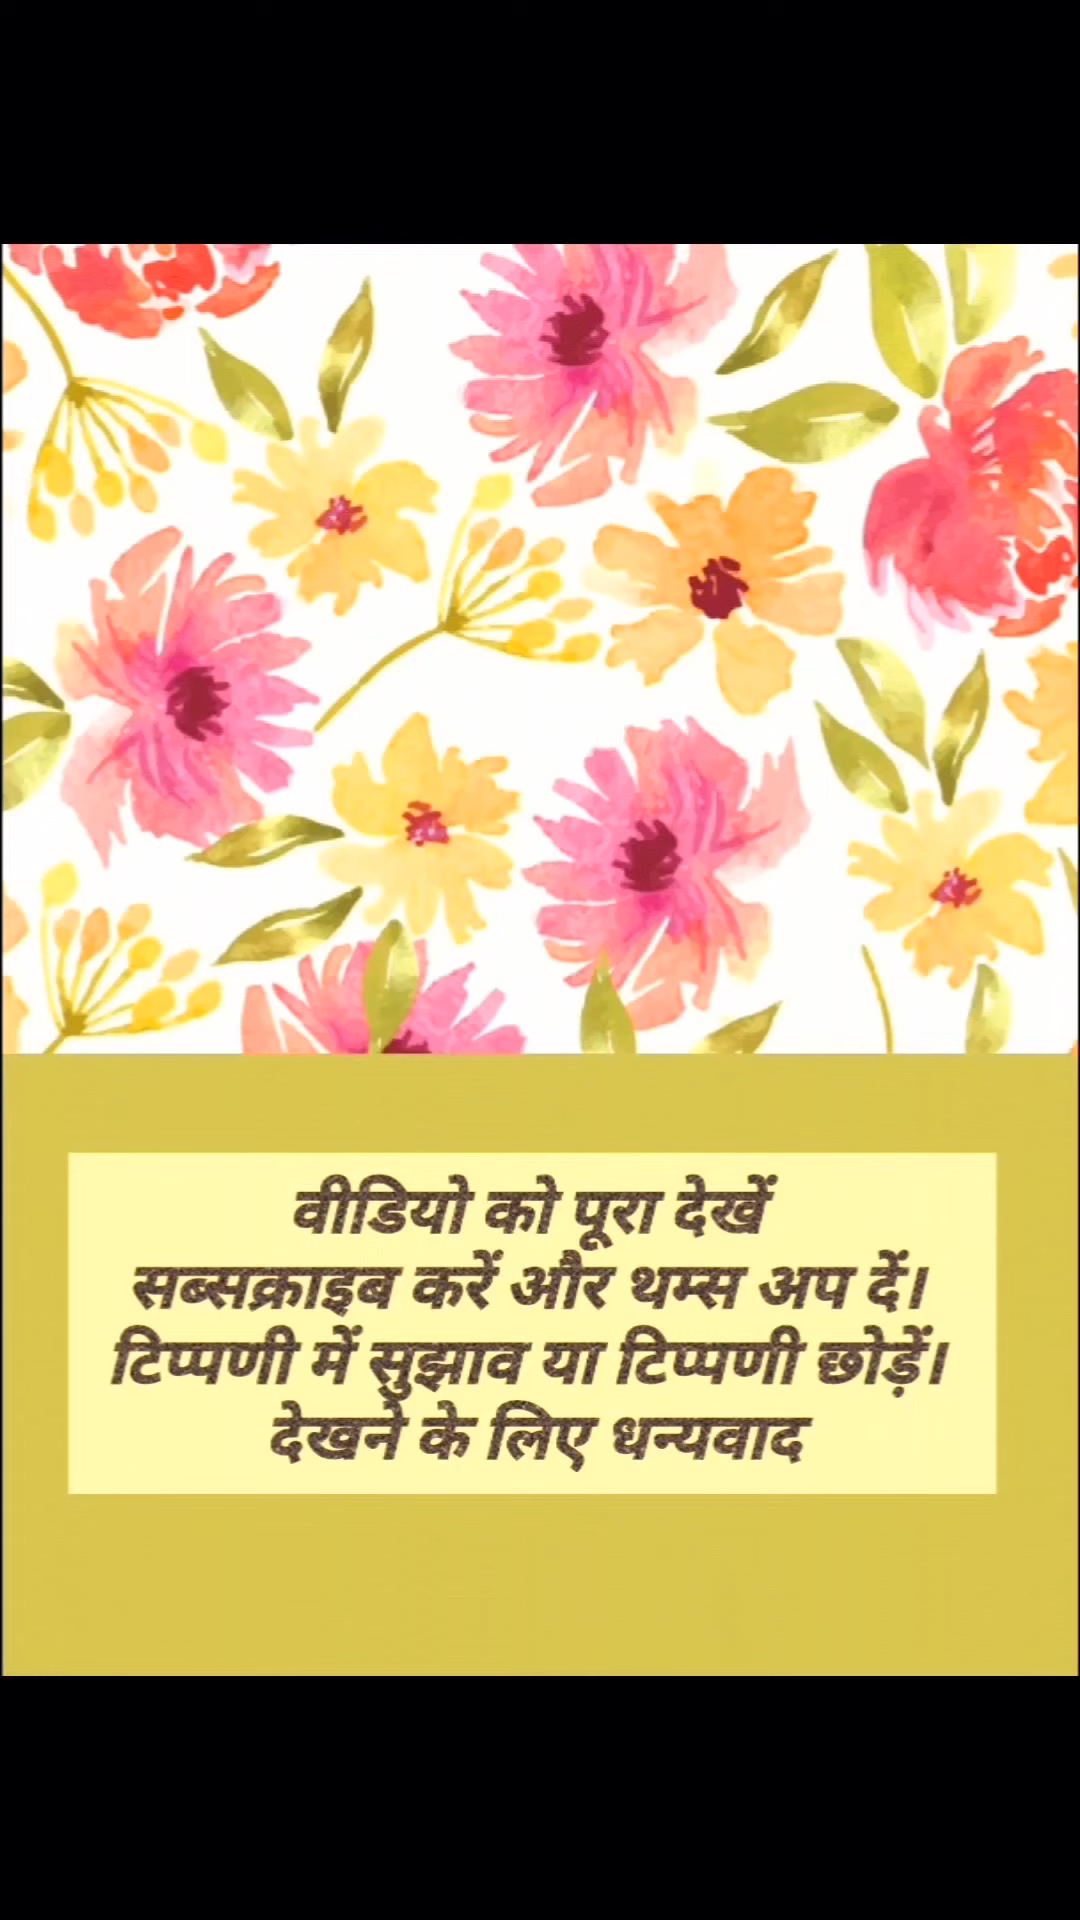 वीडियो को पूरा देखें
सब्सक्राइब करें और थम्स अप दें।
टिप्पणी में सुझाव या टिप्पणी छोड़ें।
देखने के लिए धन्यवाद